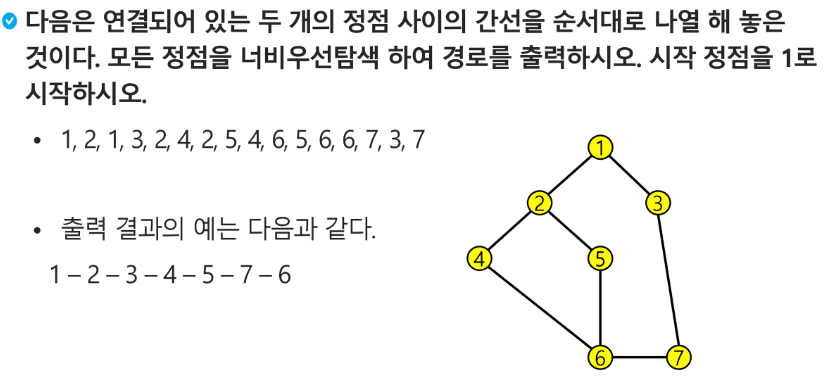 다음은 연결되어 있는 두 개의 정점 사이의 간선을 순서대로 나열 해 놓은
것이다. 모든 정점을 너비우선탐색 하여 경로를 출력하시오. 시작 정점을 1로
시작하시오.
• 1, 2, 1, 3, 2, 4, 2, 5, 4, 6, 5, 6, 6, 7, 3, 7
• 출력 결과의 예는 다음과 같다.
1 – 2 – 3 – 4 – 5 – 7 – 6
1
2 3
4 5
6 7